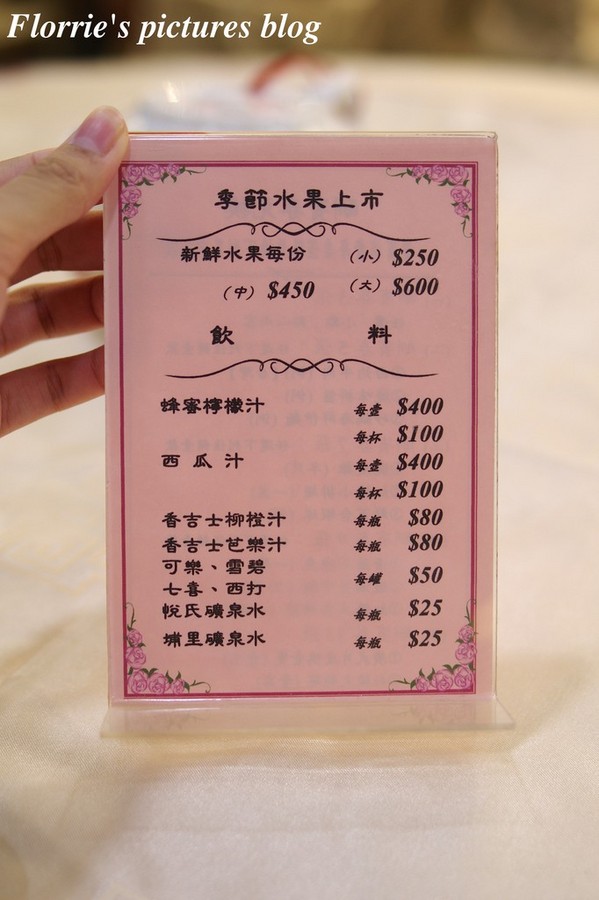 Florrie's pictures blog
季節水果上市
新鮮水果每份 (小) $250
(中) $450 (大) $600
飲 料
蜂蜜檸檬汁 每壺 $400
每杯 $100
西瓜汁 每壺 $400
每杯 $100
香吉士柳橙汁 每瓶 $80
香吉士芭樂汁 每瓶 $80
可樂、雪碧
七喜、西打 每罐 $50
悅氏礦泉水 每瓶 $25
埔里礦泉水 每瓶 $25